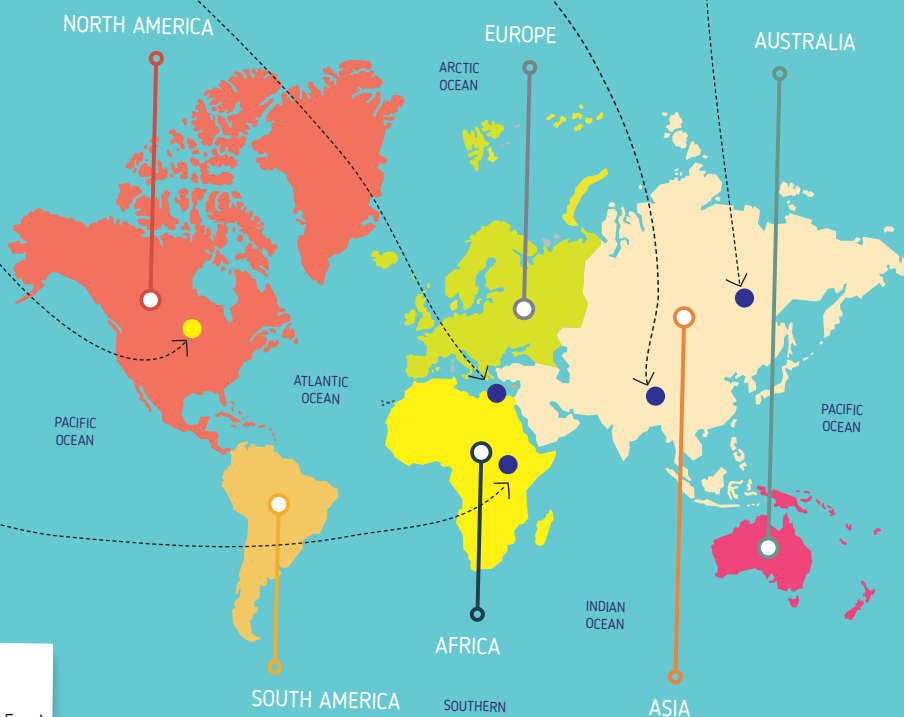 NORTH AMERICA
EUROPE
AUSTRALIA
ARCTIC
OCEAN
ATLANTIC
OCEAN
PACIFIC
OCEAN
PACIFIC
OCEAN
INDIAN
OCEAN
AFRICA
SOUTH AMERICA
SOUTHERN
ASIA